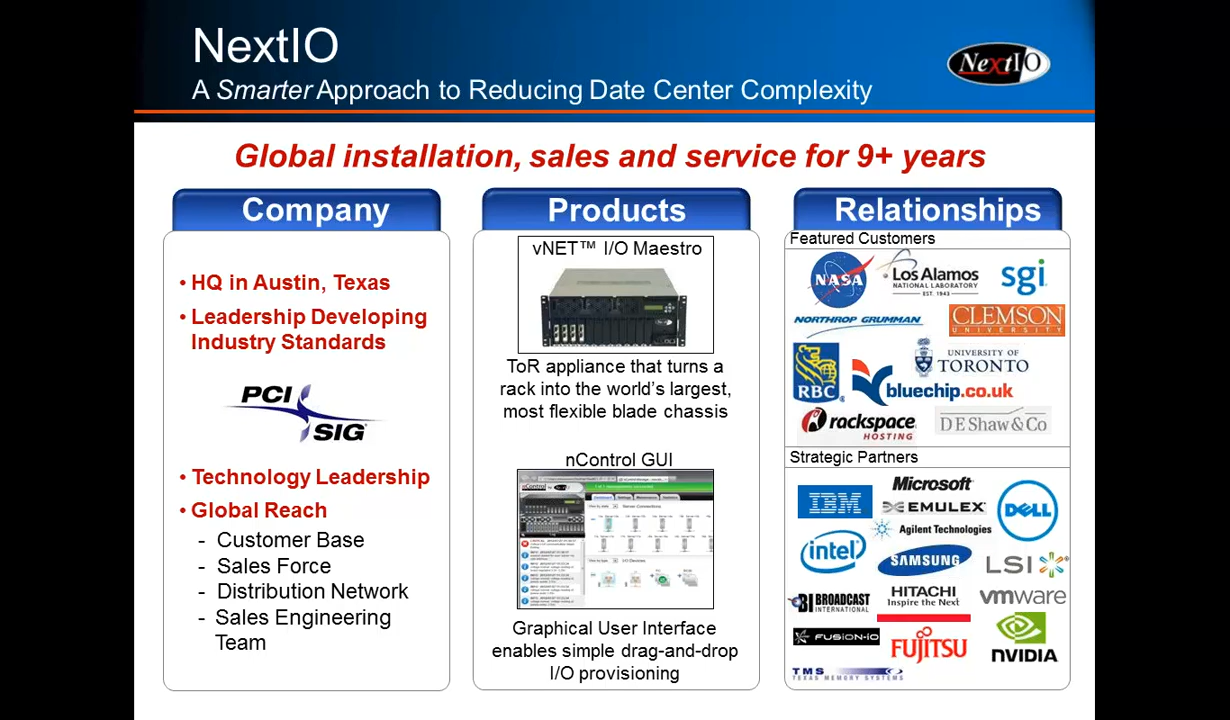 NextIO
A Smarter Approach to Reducing Date Center Complexity
NextIO
Global installation, sales and service for 9+ years
Company
• HQ in Austin, Texas
• Leadership Developing
Industry Standards
PCI
SIG
• Technology Leadership
• Global Reach
- Customer Base
- Sales Force
- Distribution Network
- Sales Engineering
Team
Products
vNET™ I/O Maestro
ToR appliance that turns a
rack into the world's largest,
most flexible blade chassis
nControl GUI
Graphical User Interface
enables simple drag-and-drop
I/O provisioning
Relationships
Featured Customers
NASA
Los Alamos
NATIONAL LABORATORY
EST. 1943
sgi
NORTHROP GRUMMAN
CLEMSON
UNIVERSITY
RBC
UNIVERSITY OF
TORONTO
bluechip.co.uk
rackspace
HOSTING
DE Shaw & Co
Strategic Partners
IBM
Microsoft
EMULEX
DELL
Agilent Technologies
intel
SAMSUNG
LSI
BI BROADCAST
INTERNATIONAL
HITACHI
Inspire the Next
vmware
FUSION-iO
FUJITSU
NVIDIA
TMS
TEXAS MEMORY SYSTEMS